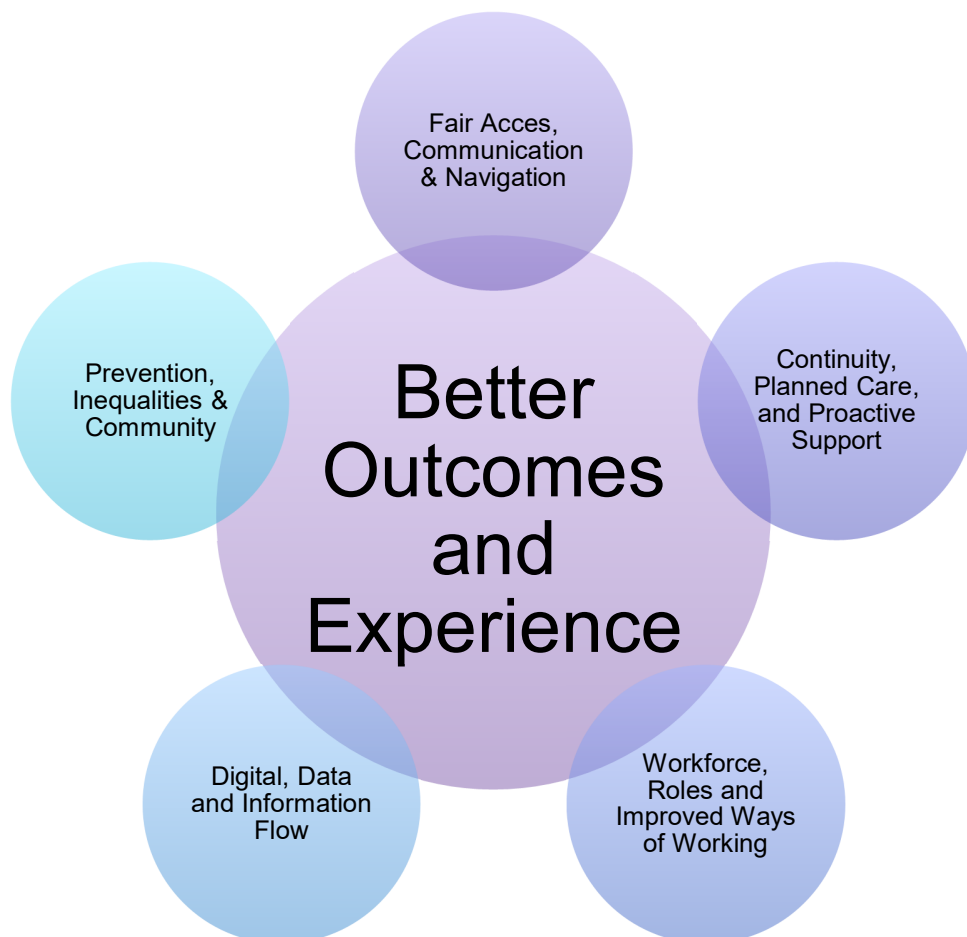 Fair Acces,
Communication
& Navigation
Continuity,
Planned Care,
and Proactive
Support
Prevention,
Inequalities &
Community
Better
Outcomes
and
Experience
Workforce,
Roles and
Improved Ways
of Working
Digital, Data
and Information
Flow